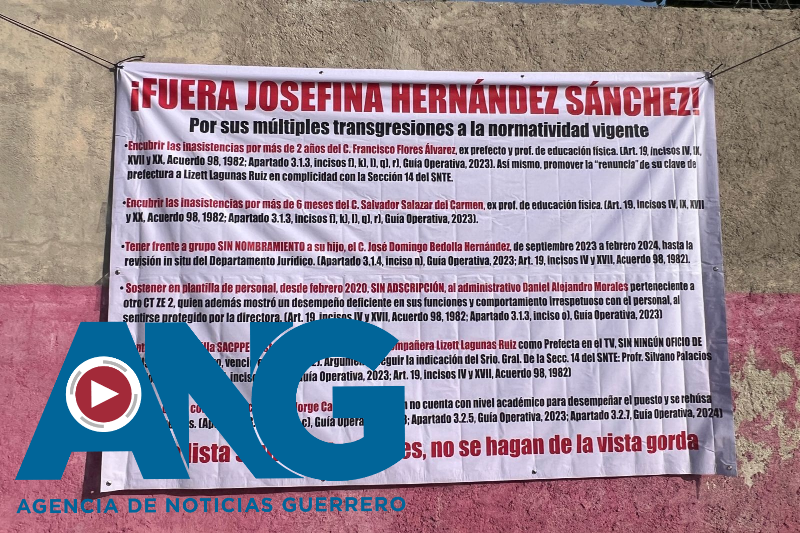 ¡FUERA JOSEFINA HERNÁNDEZ SÁNCHEZ!
Por sus múltiples transgresiones a la normatividad vigente
•Encubrir las inasistencias por más de 2 años del C. Francisco Flores Álvarez, ex prefecto y prof. de educación física. (Art. 19, incisos IV, IX,
XVII y XX, Acuerdo 98, 1982; Apartado 3.1.3, incisos f), k), l), q), r), Guía Operativa, 2023). Así mismo, promover la "renuncia" de su clave de
prefectura a Lizett Lagunas Ruiz en complicidad con la Sección 14 del SNTE.
•Encubrir las inasistencias por más de 6 meses del C. Salvador Salazar del Carmen, ex prof. de educación física. (Art. 19, incisos IV, IX, XVII
y XX, Acuerdo 98, 1982; Apartado 3.1.3, incisos f), k), l), q), r), Guía Operativa, 2023).
•Tener frente a grupo SIN NOMBRAMIENTO a su hijo, el C. José Domingo Bedolla Hernández, de septiembre 2023 a febrero 2024, hasta la
revisión in situ del Departamento Jurídico. (Apartado 3.1.4, inciso n), Guía Operativa, 2023; Art. 19, incisos IV y XVII, Acuerdo 98, 1982).
• Sostener en plantilla de personal, desde febrero 2020, SIN ADSCRIPCIÓN, al administrativo Daniel Alejandro Morales perteneciente a
otro CT ZE 2, quien además mostró un desempeño deficiente en sus funciones y comportamiento irrespetuoso con el personal, al
sentirse protegido por la directora. (Art. 19, incisos IV y XVII, Acuerdo 98, 1982; Apartado 3.1.3, inciso o), Guía Operativa, 2023)
SACPPE Lizett Lagunas Ruiz como Prefecta en el TV, SIN NINGÚN OFICIO DE
seguir la indicación del Srio. Gral. De la Secc. 14 del SNTE: Profr. Silvano Palacios
Guía Operativa, 2023; Art. 19, incisos IV y XVII, Acuerdo 98, 1982)
Jorge no cuenta con nivel académico para desempeñar el puesto y se rehúsa
Apartado 3.2.5, Guía Operativa, 2023; Apartado 3.2.7, Guía Operativa, 2024)
lista no se hagan de la vista gorda
ANG
AGENCIA DE NOTICIAS GUERRERO